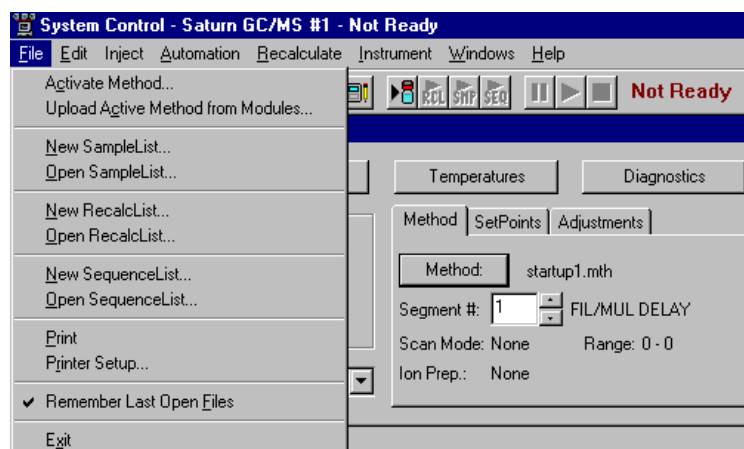 System Control - Saturn GC/MS #1 - Not Ready
File Edit Inject Automation Recalculate Instrument Windows Help
Activate Method...
Upload Active Method from Modules...
New SampleList...
Open SampleList...
New RecalcList...
Open RecalcList...
New SequenceList...
Open SequenceList...
Print
Printer Setup...
Remember Last Open Files
Exit
RCL SMP SEQ Not Ready
Temperatures Diagnostics
Method SetPoints Adjustments
Method: startup1.mth
Segment #: 1 FIL/MUL DELAY
Scan Mode: None Range: 0 - 0
Ion Prep.: None